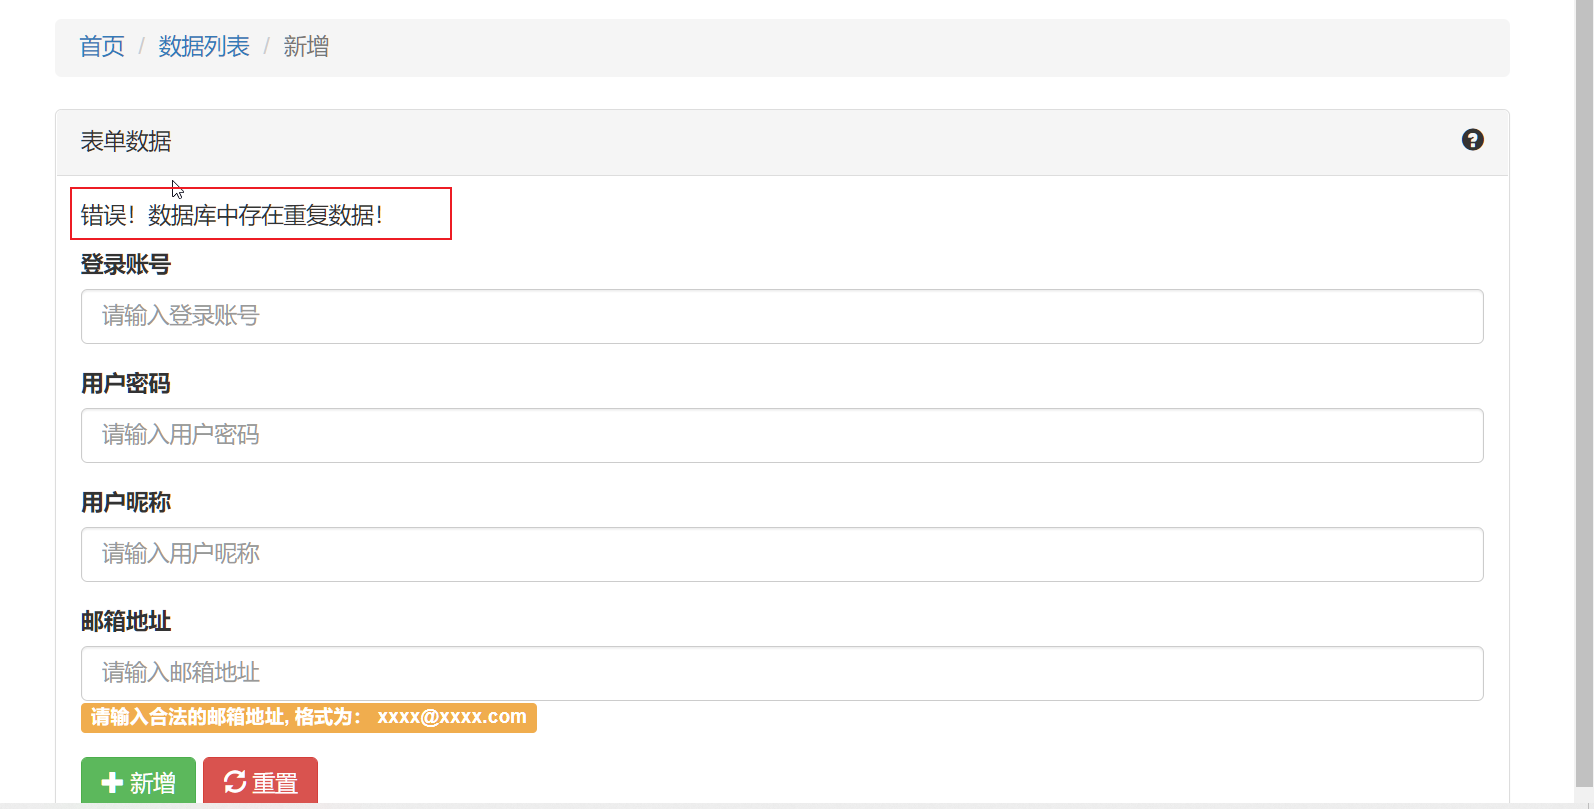 首页 / 数据列表 / 新增
表单数据
错误！数据库中存在重复数据！
登录账号
请输入登录账号
用户密码
请输入用户密码
用户昵称
请输入用户昵称
邮箱地址
请输入邮箱地址
请输入合法的邮箱地址, 格式为： xxxx@xxxx.com
新增 重置